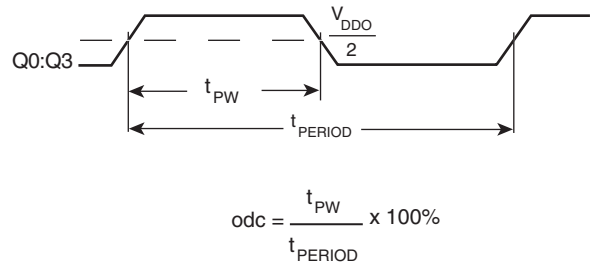 V_DDO
2
Q0:Q3
t_PW
t_PERIOD
odc = t_PW / t_PERIOD x 100%